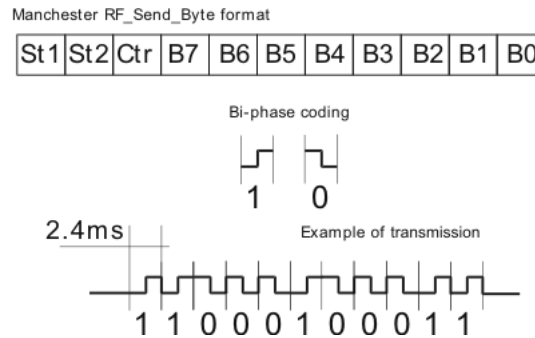 Manchester RF_Send_Byte format
St1 St2 Ctr B7 B6 B5 B4 B3 B2 B1 B0
Bi-phase coding
1 0
2.4ms
Example of transmission
1 1 0 0 0 1 0 0 0 1 1